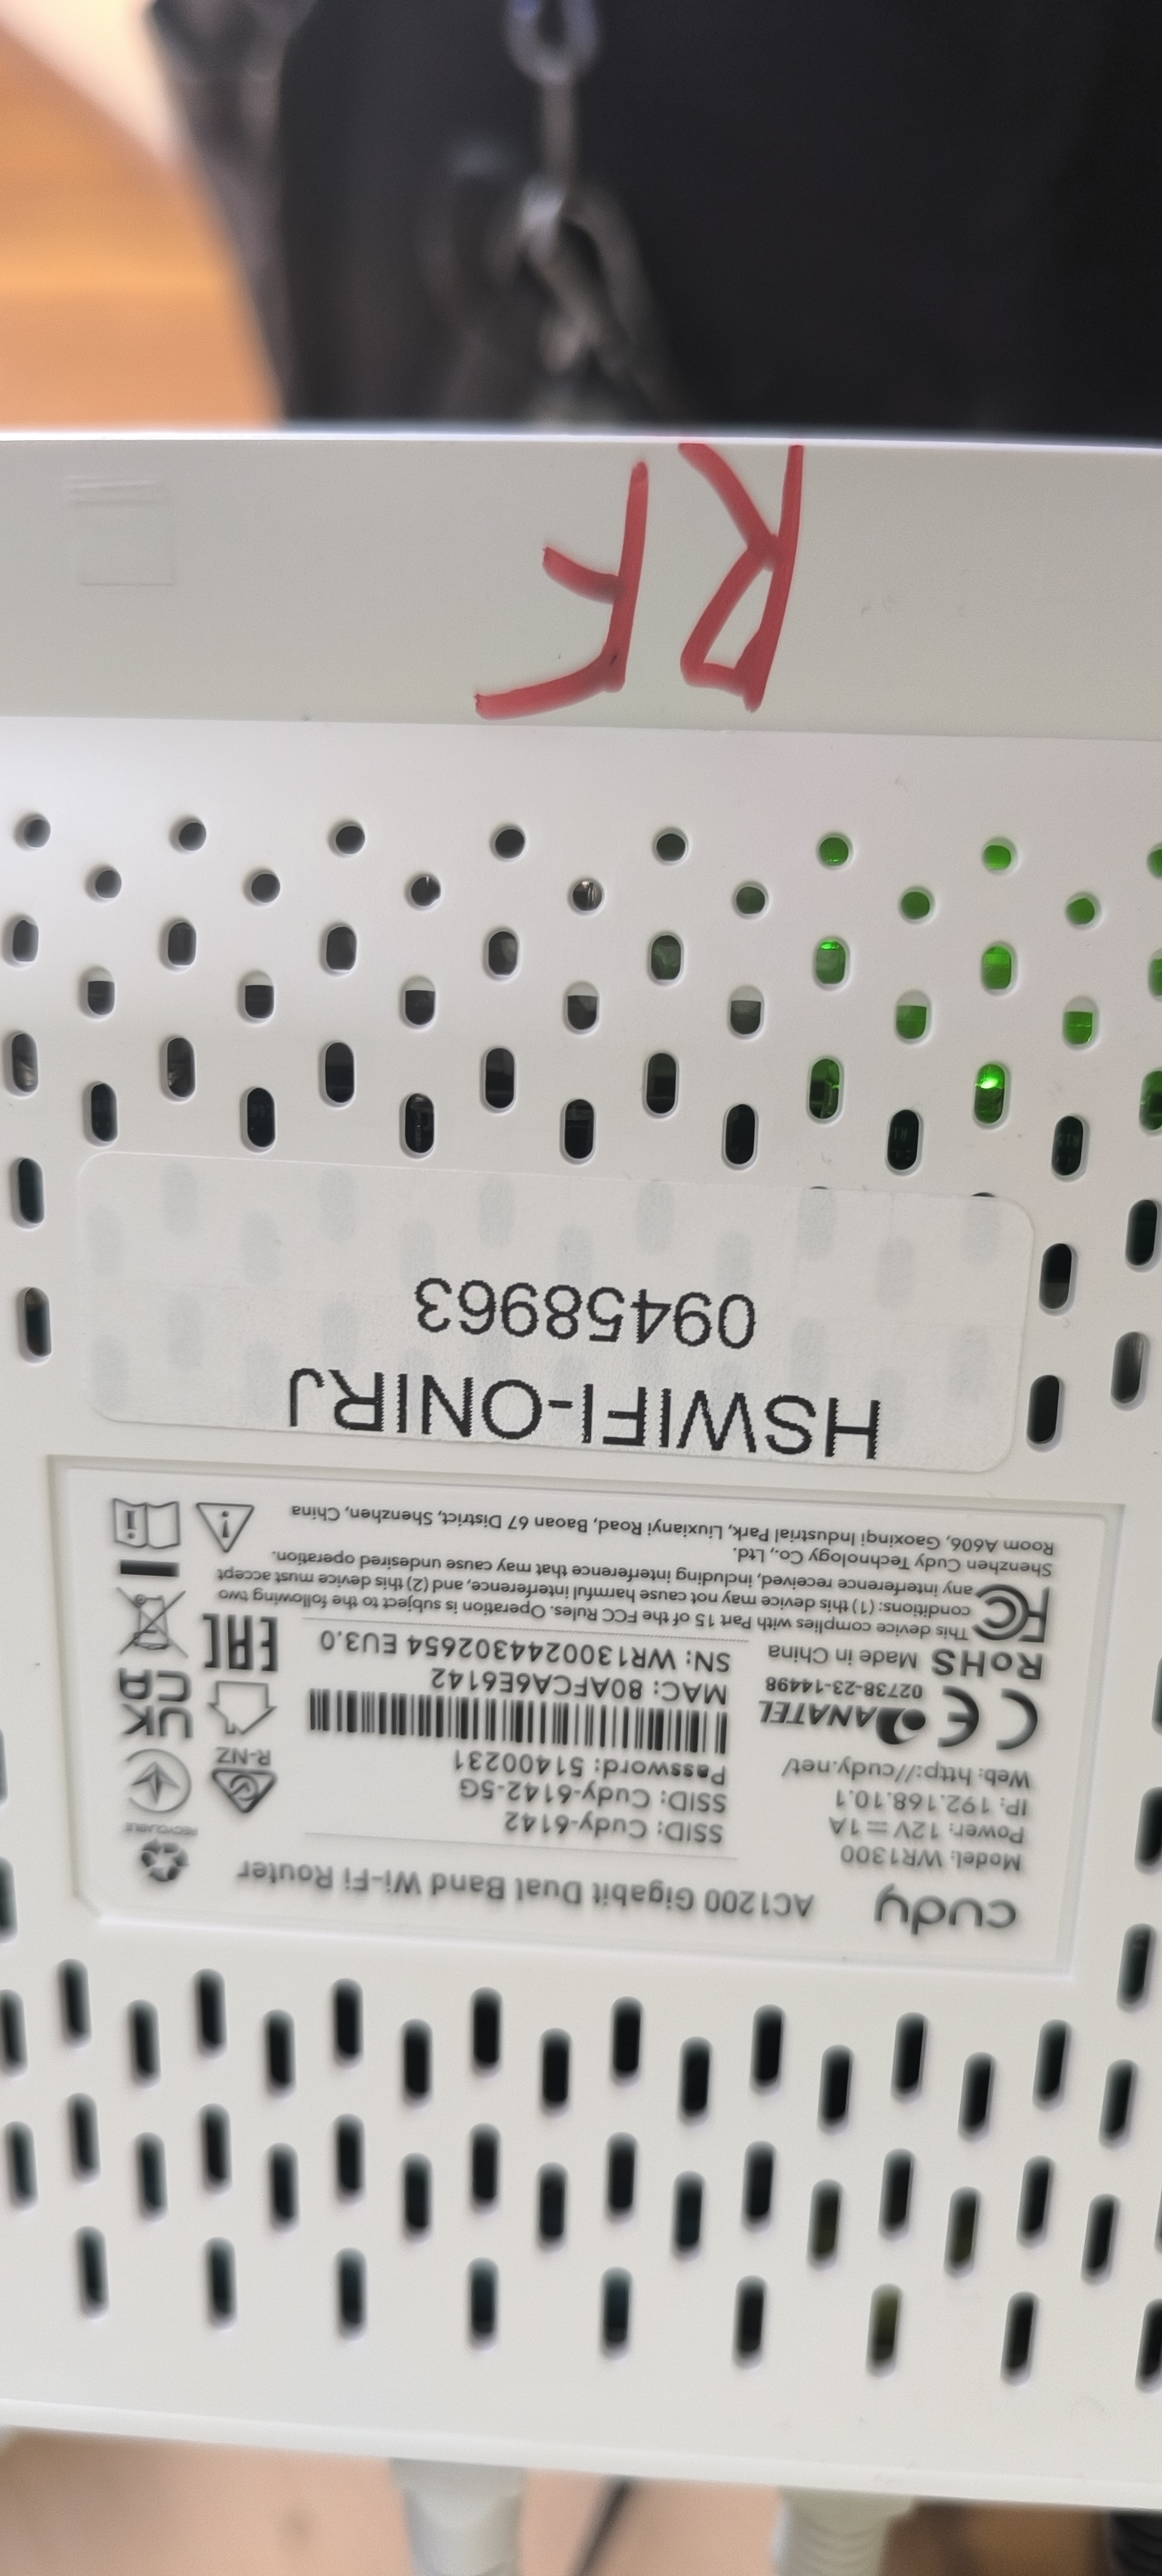 cudy AC1200 Gigabit Dual Band Wi-Fi Router
Model: WR1300
Power: 12V⎓1A
IP: 192.168.10.1
Web: http://cudy.net/
SSID: Cudy-6142
SSID: Cudy-6142-5G
Password: 51400231
MAC: 80AFCA6E6142
SN: WR1300244302654 EU3.0
RECYCLABLE
R-NZ
UK
CA
EAC
CE ANATEL
02738-23-14498
RoHS Made in China
FC
This device complies with Part 15 of the FCC Rules. Operation is subject to the following two
conditions: (1) this device may not cause harmful interference, and (2) this device must accept
any interference received, including interference that may cause undesired operation.
Shenzhen Cudy Technology Co., Ltd.
Room A606, Gaoxinqi Industrial Park, Liuxianyi Road, Baoan 67 District, Shenzhen, China
HSWIFI-ONIRJ
09458963
RF